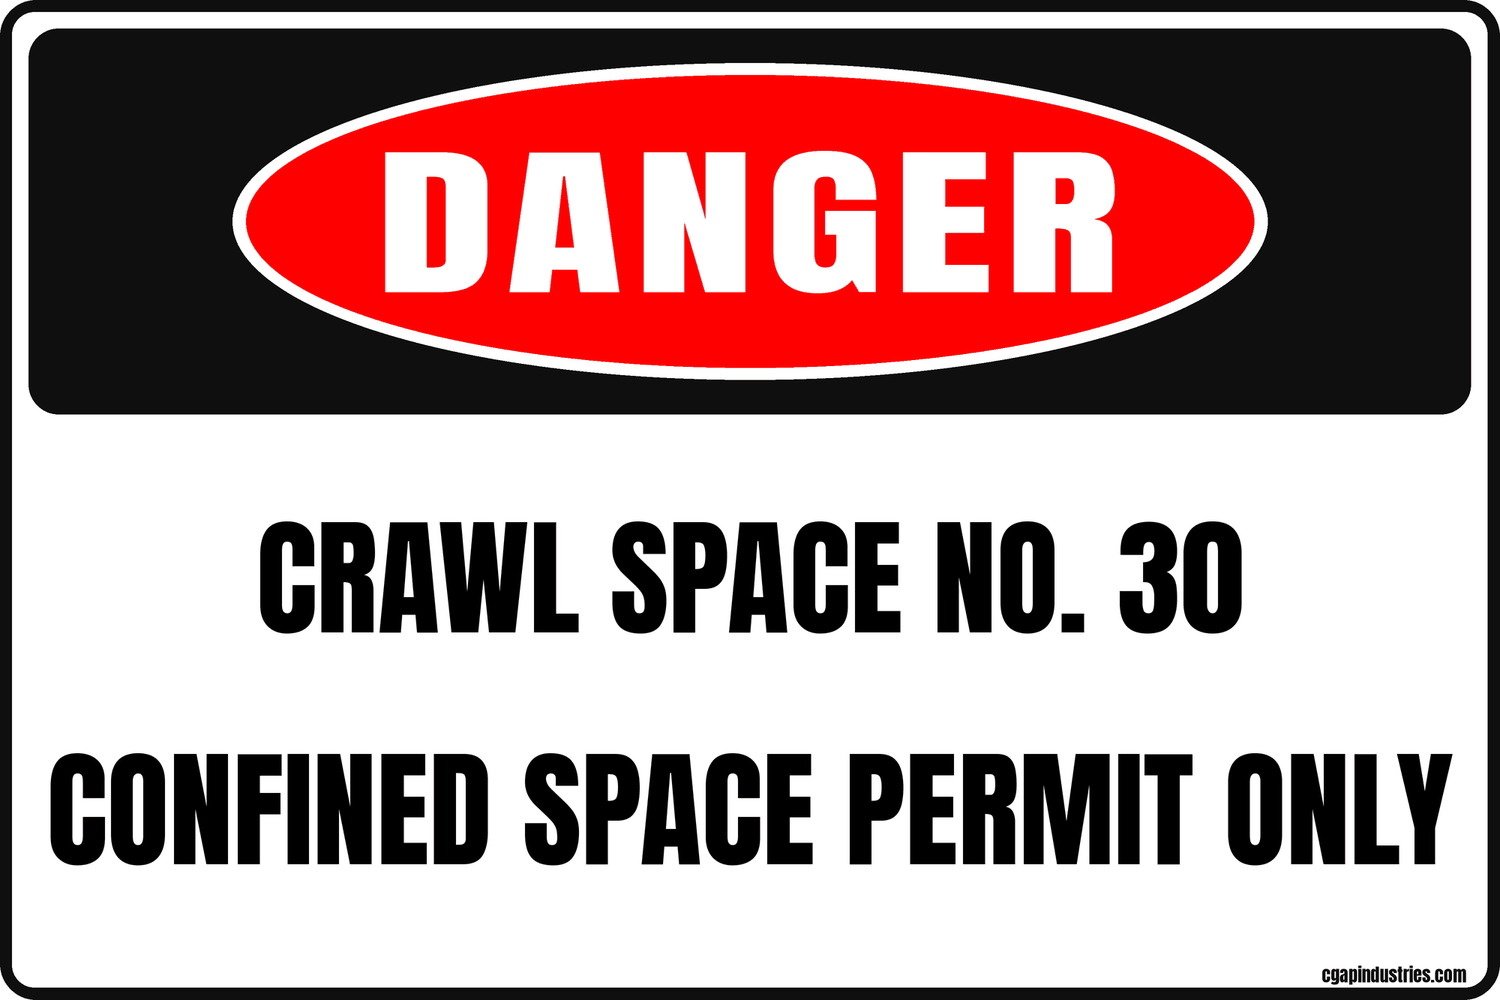 DANGER
CRAWL SPACE NO. 30
CONFINED SPACE PERMIT ONLY
cgapindustries.com